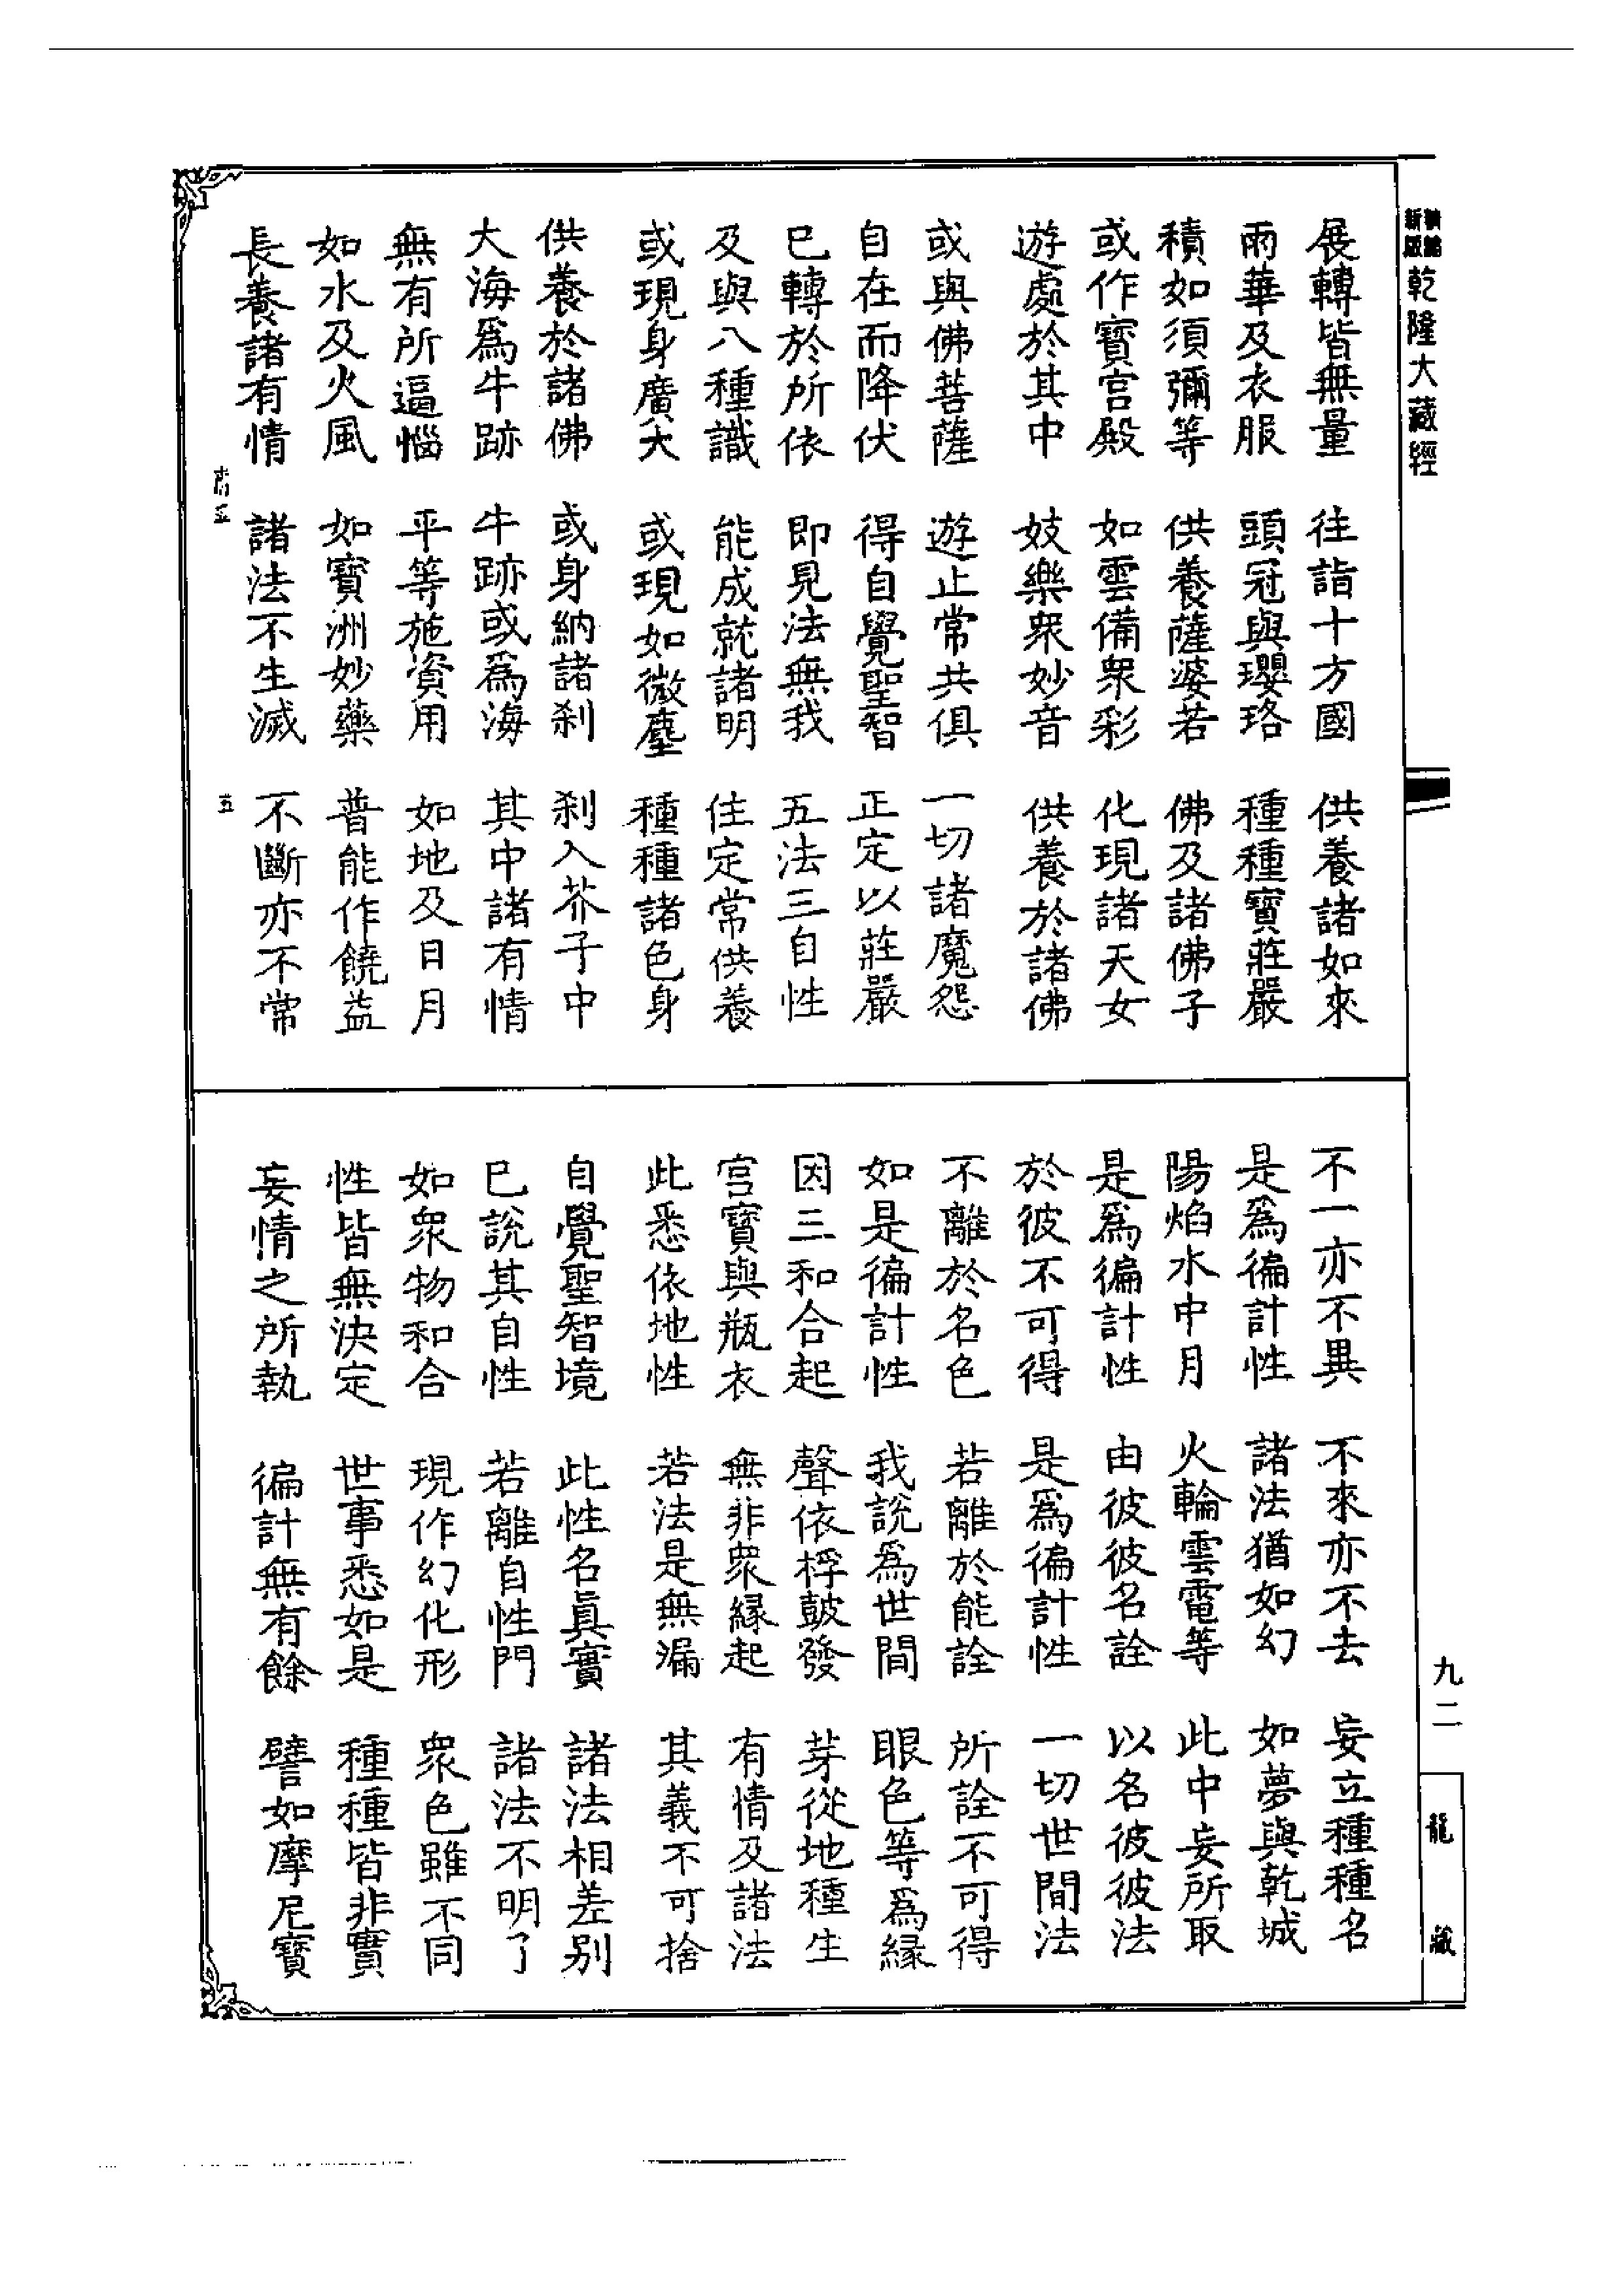 新版 精縮 乾隆大藏經
展轉皆無量 往詣十方國 供養諸如來
雨華及衣服 頭冠與瓔珞 種種寶莊嚴
積如須彌等 供養薩婆若 佛及諸佛子
或作寶宮殿 如雲備衆彩 化現諸天女
遊處於其中 妓樂衆妙音 供養於諸佛
或與佛菩薩 遊止常共俱 一切諸魔怨
自在而降伏 得自覺聖智 正定以莊嚴
已轉於所依 即見法無我 五法三自性
及與八種識 能成就諸明 住定常供養
或現身廣大 或現如微塵 種種諸色身
供養於諸佛 或身納諸刹 刹入芥子中
大海爲牛跡 牛跡或爲海 其中諸有情
無有所逼惱 平等施資用 如地及日月
如水及火風 如寶洲妙藥 普能作饒益
長養諸有情 諸法不生滅 不斷亦不常
五
不一亦不異 不來亦不去 妄立種種名
是爲徧計性 諸法猶如幻 如夢與乾城
陽焰水中月 火輪雲電等 此中妄所取
是爲徧計性 由彼彼名詮 以名彼彼法
於彼不可得 是爲徧計性 一切世間法
不離於名色 若離於能詮 所詮不可得
如是徧計性 我說爲世間 眼色等爲緣
因三和合起 聲依桴鼓發 芽從地種生
宮寶與瓶衣 無非衆緣起 有情及諸法
此悉依地性 若法是無漏 其義不可捨
自覺聖智境 此性名眞實 諸法相差別
已說其自性 若離自性門 諸法不明了
如衆物和合 現作幻化形 衆色雖不同
性皆無決定 世事悉如是 種種皆非實
妄情之所執 徧計無有餘 譬如摩尼寶
九二
龍藏